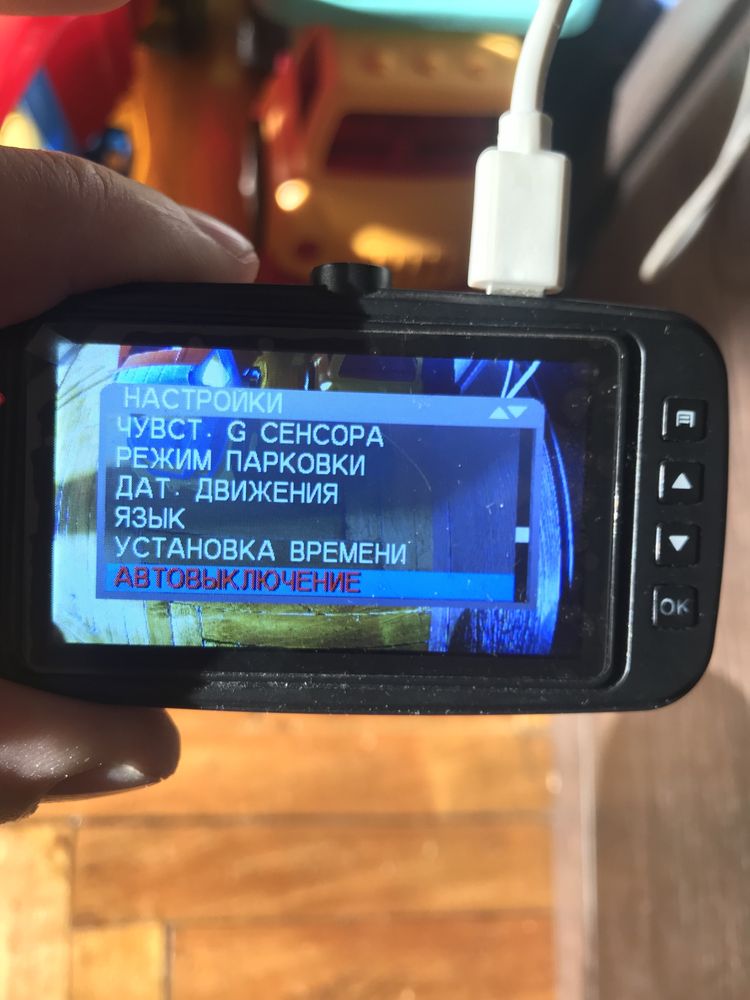 НАСТРОЙКИ
ЧУВСТ. G СЕНСОРА
РЕЖИМ ПАРКОВКИ
ДАТ. ДВИЖЕНИЯ
ЯЗЫК
УСТАНОВКА ВРЕМЕНИ
АВТОВЫКЛЮЧЕНИЕ
OK